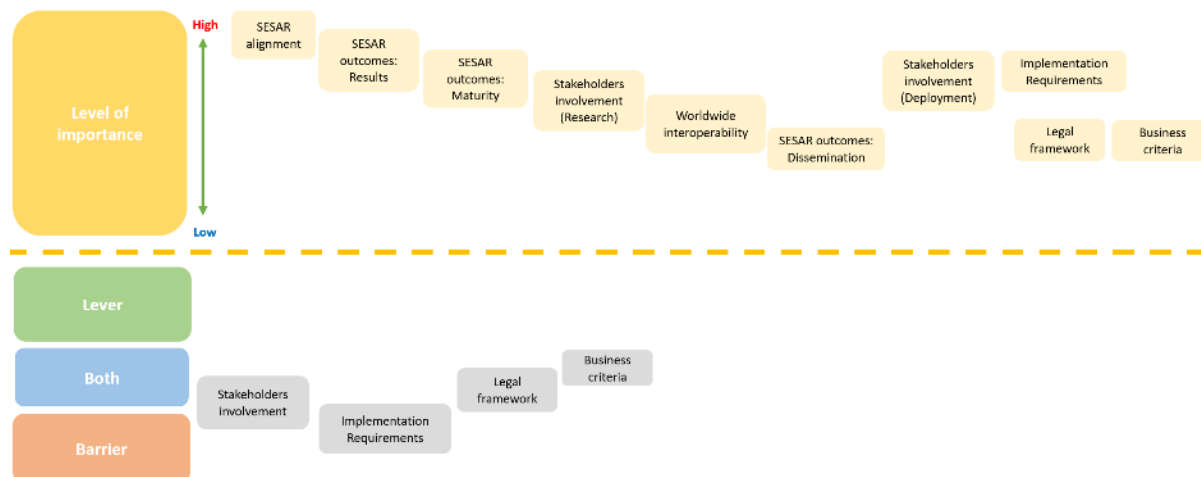 Level of
importance
High
Low
SESAR
alignment
SESAR
outcomes:
Results
SESAR
outcomes:
Maturity
Stakeholders
involvement
(Research)
Worldwide
interoperability
SESAR outcomes:
Dissemination
Stakeholders
involvement
(Deployment)
Implementation
Requirements
Legal
framework
Business
criteria
Lever
Both
Barrier
Stakeholders
involvement
Implementation
Requirements
Legal
framework
Business
criteria